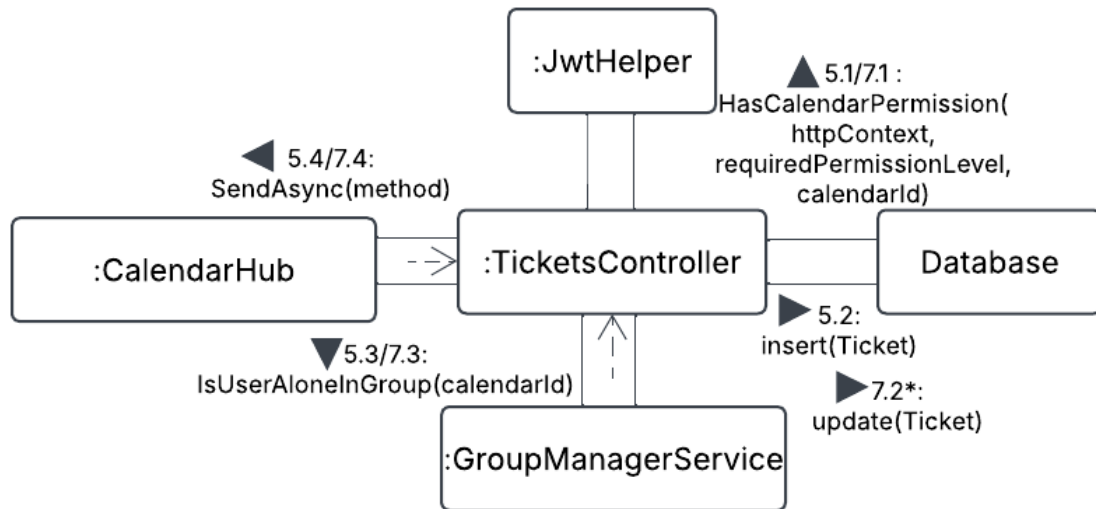 :JwtHelper
5.1/7.1 :
HasCalendarPermission(
httpContext,
requiredPermissionLevel,
calendarId)
5.4/7.4:
SendAsync(method)
:CalendarHub
:TicketsController
Database
5.3/7.3:
IsUserAloneInGroup(calendarId)
5.2:
insert(Ticket)
7.2*:
update(Ticket)
:GroupManagerService